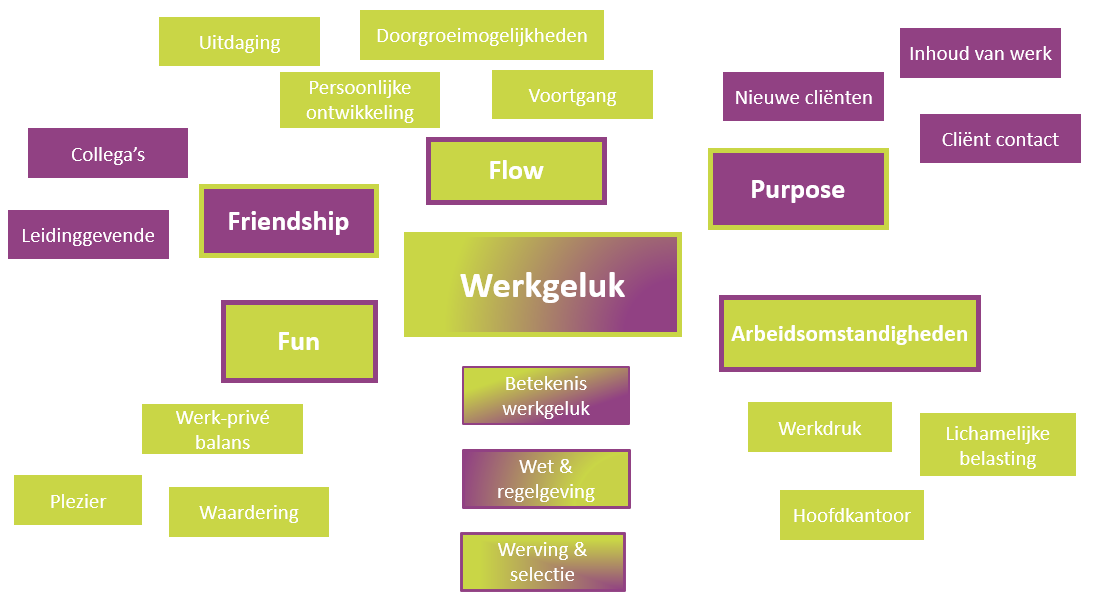 Uitdaging
Doorgroeimogelijkheden
Persoonlijke
ontwikkeling
Voortgang
Inhoud van werk
Nieuwe cliënten
Cliënt contact
Collega’s
Leidinggevende
Friendship
Flow
Purpose
Werkgeluk
Fun
Arbeidsomstandigheden
Betekenis
werkgeluk
Wet &
regelgeving
Werving &
selectie
Werk-privé
balans
Plezier
Waardering
Werkdruk
Lichamelijke
belasting
Hoofdkantoor